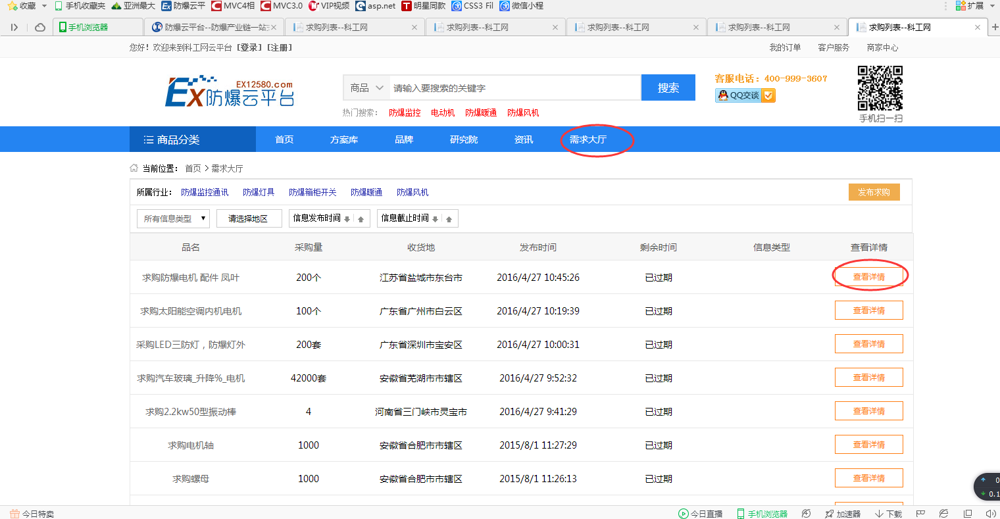 收藏 手机收藏夹 亚洲最大 防爆云平 MVC4相 MVC3.0 VIP视频 asp.net 明星同款 CSS3 Fil 微信小程 扩展
手机浏览器 防爆云平台--防爆产业链一站 求购列表--科工网 求购列表--科工网 求购列表--科工网 求购列表--科工网 求购列表--科工网
您好！欢迎来到科工网云平台【登录】【注册】 我的订单 客户服务 商家中心
EX12580.com
Ex防爆云平台
商品 请输入要搜索的关键字 搜索
客服电话：400-999-3607
QQ交谈
热门搜索： 防爆监控 电动机 防爆暖通 防爆风机
手机扫一扫
商品分类 首页 方案库 品牌 研究院 资讯 需求大厅
当前位置： 首页 > 需求大厅
所属行业： 防爆监控通讯 防爆灯具 防爆箱柜开关 防爆暖通 防爆风机 发布求购
所有信息类型 请选择地区 信息发布时间 信息截止时间
品名 采购量 收货地 发布时间 剩余时间 信息类型 查看详情
求购防爆电机 配件 凤叶 200个 江苏省盐城市东台市 2016/4/27 10:45:26 已过期 查看详情
求购太阳能空调内机电机 100个 广东省广州市白云区 2016/4/27 10:19:39 已过期 查看详情
采购LED三防灯，防爆灯外 200套 广东省深圳市宝安区 2016/4/27 10:00:31 已过期 查看详情
求购汽车玻璃_升降%_电机 42000套 安徽省芜湖市市辖区 2016/4/27 9:52:32 已过期 查看详情
求购2.2kw50型振动棒 4 河南省三门峡市灵宝市 2016/4/27 9:41:29 已过期 查看详情
求购电机轴 1000 安徽省合肥市市辖区 2015/8/1 11:27:29 已过期 查看详情
求购螺母 1000 安徽省合肥市市辖区 2015/8/1 11:26:13 已过期 查看详情
0
0.1
今日特卖 今日直播 手机浏览器 加速器 下载